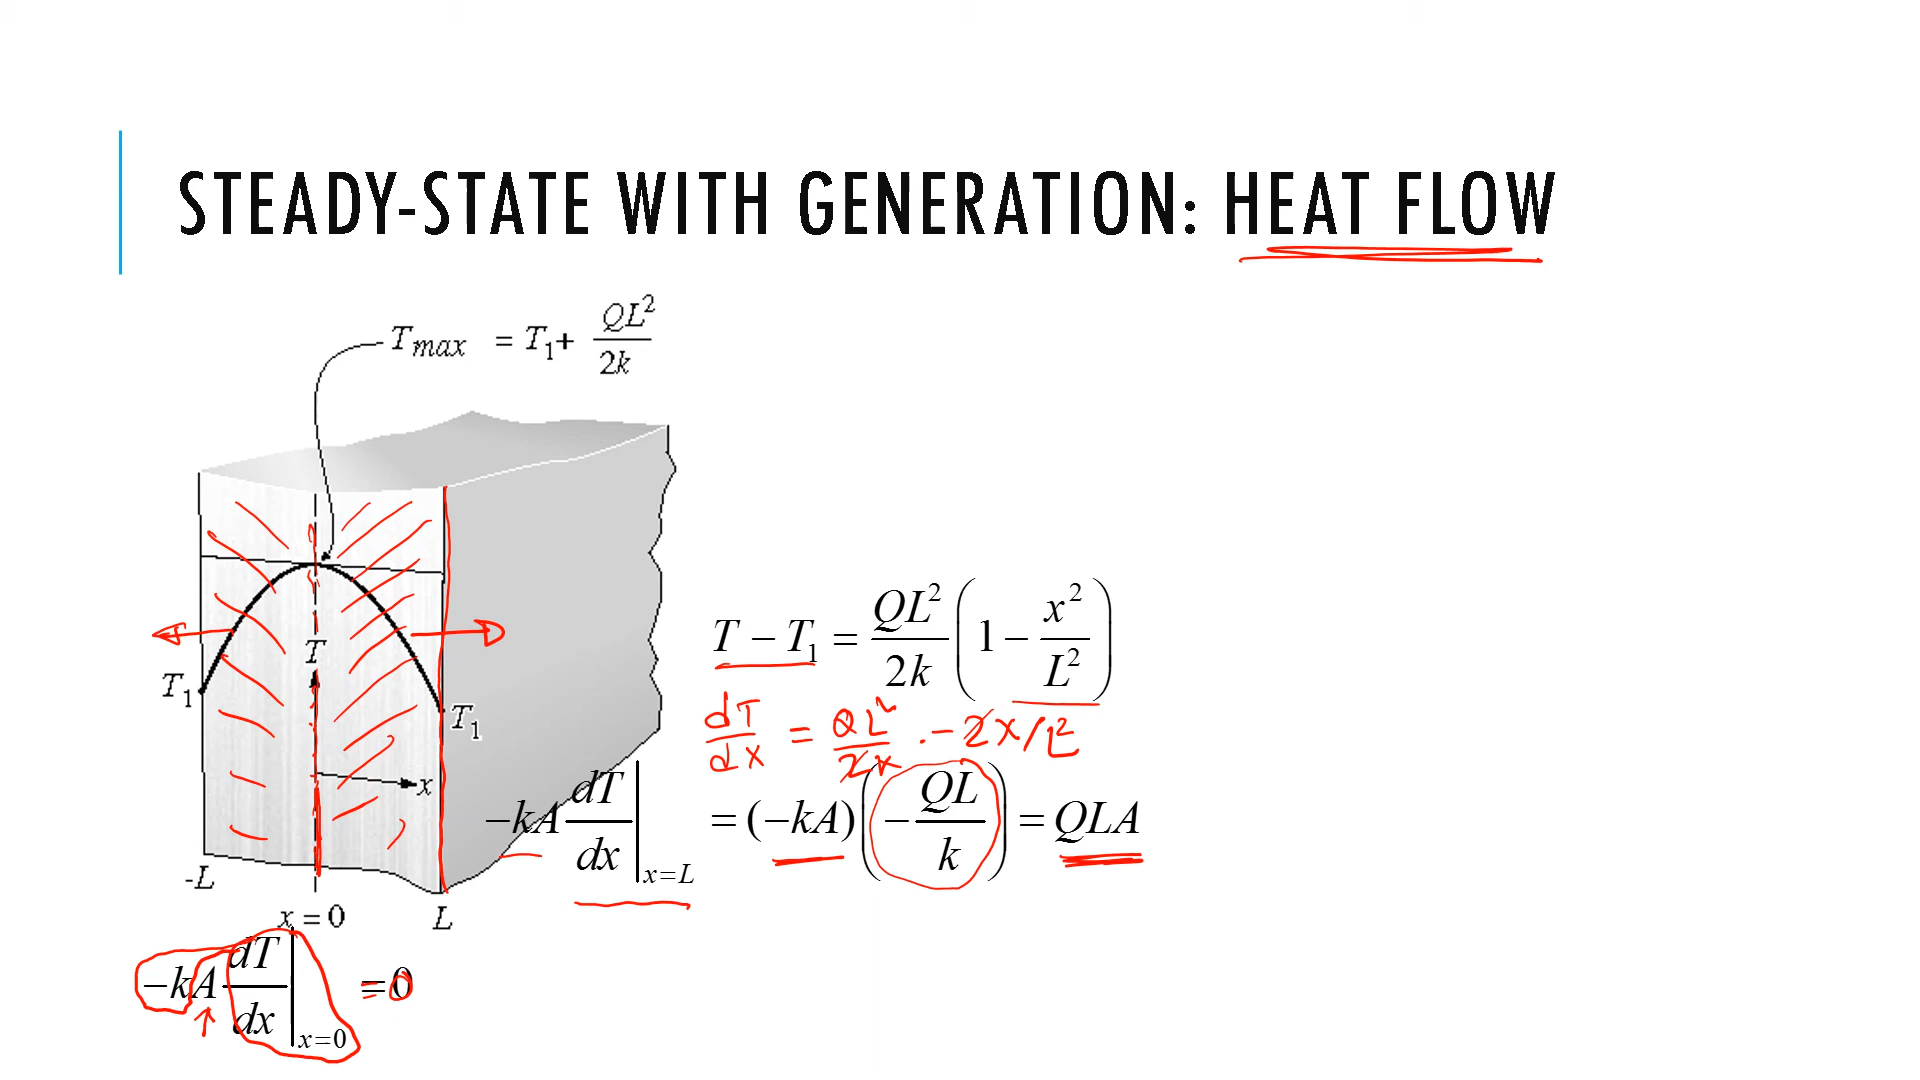 STEADY-STATE WITH GENERATION: HEAT FLOW
T_max = T_1 + QL^2/2k
T - T_1 = QL^2/2k (1 - x^2/L^2)
T
T_1
T_1
dT/dx = QL^2/2x · -2x/L^2
x
-kA dT/dx |_{x=L} = (-kA)(-QL/k) = QLA
-L
x = 0
L
-kA dT/dx |_{x=0} = 0